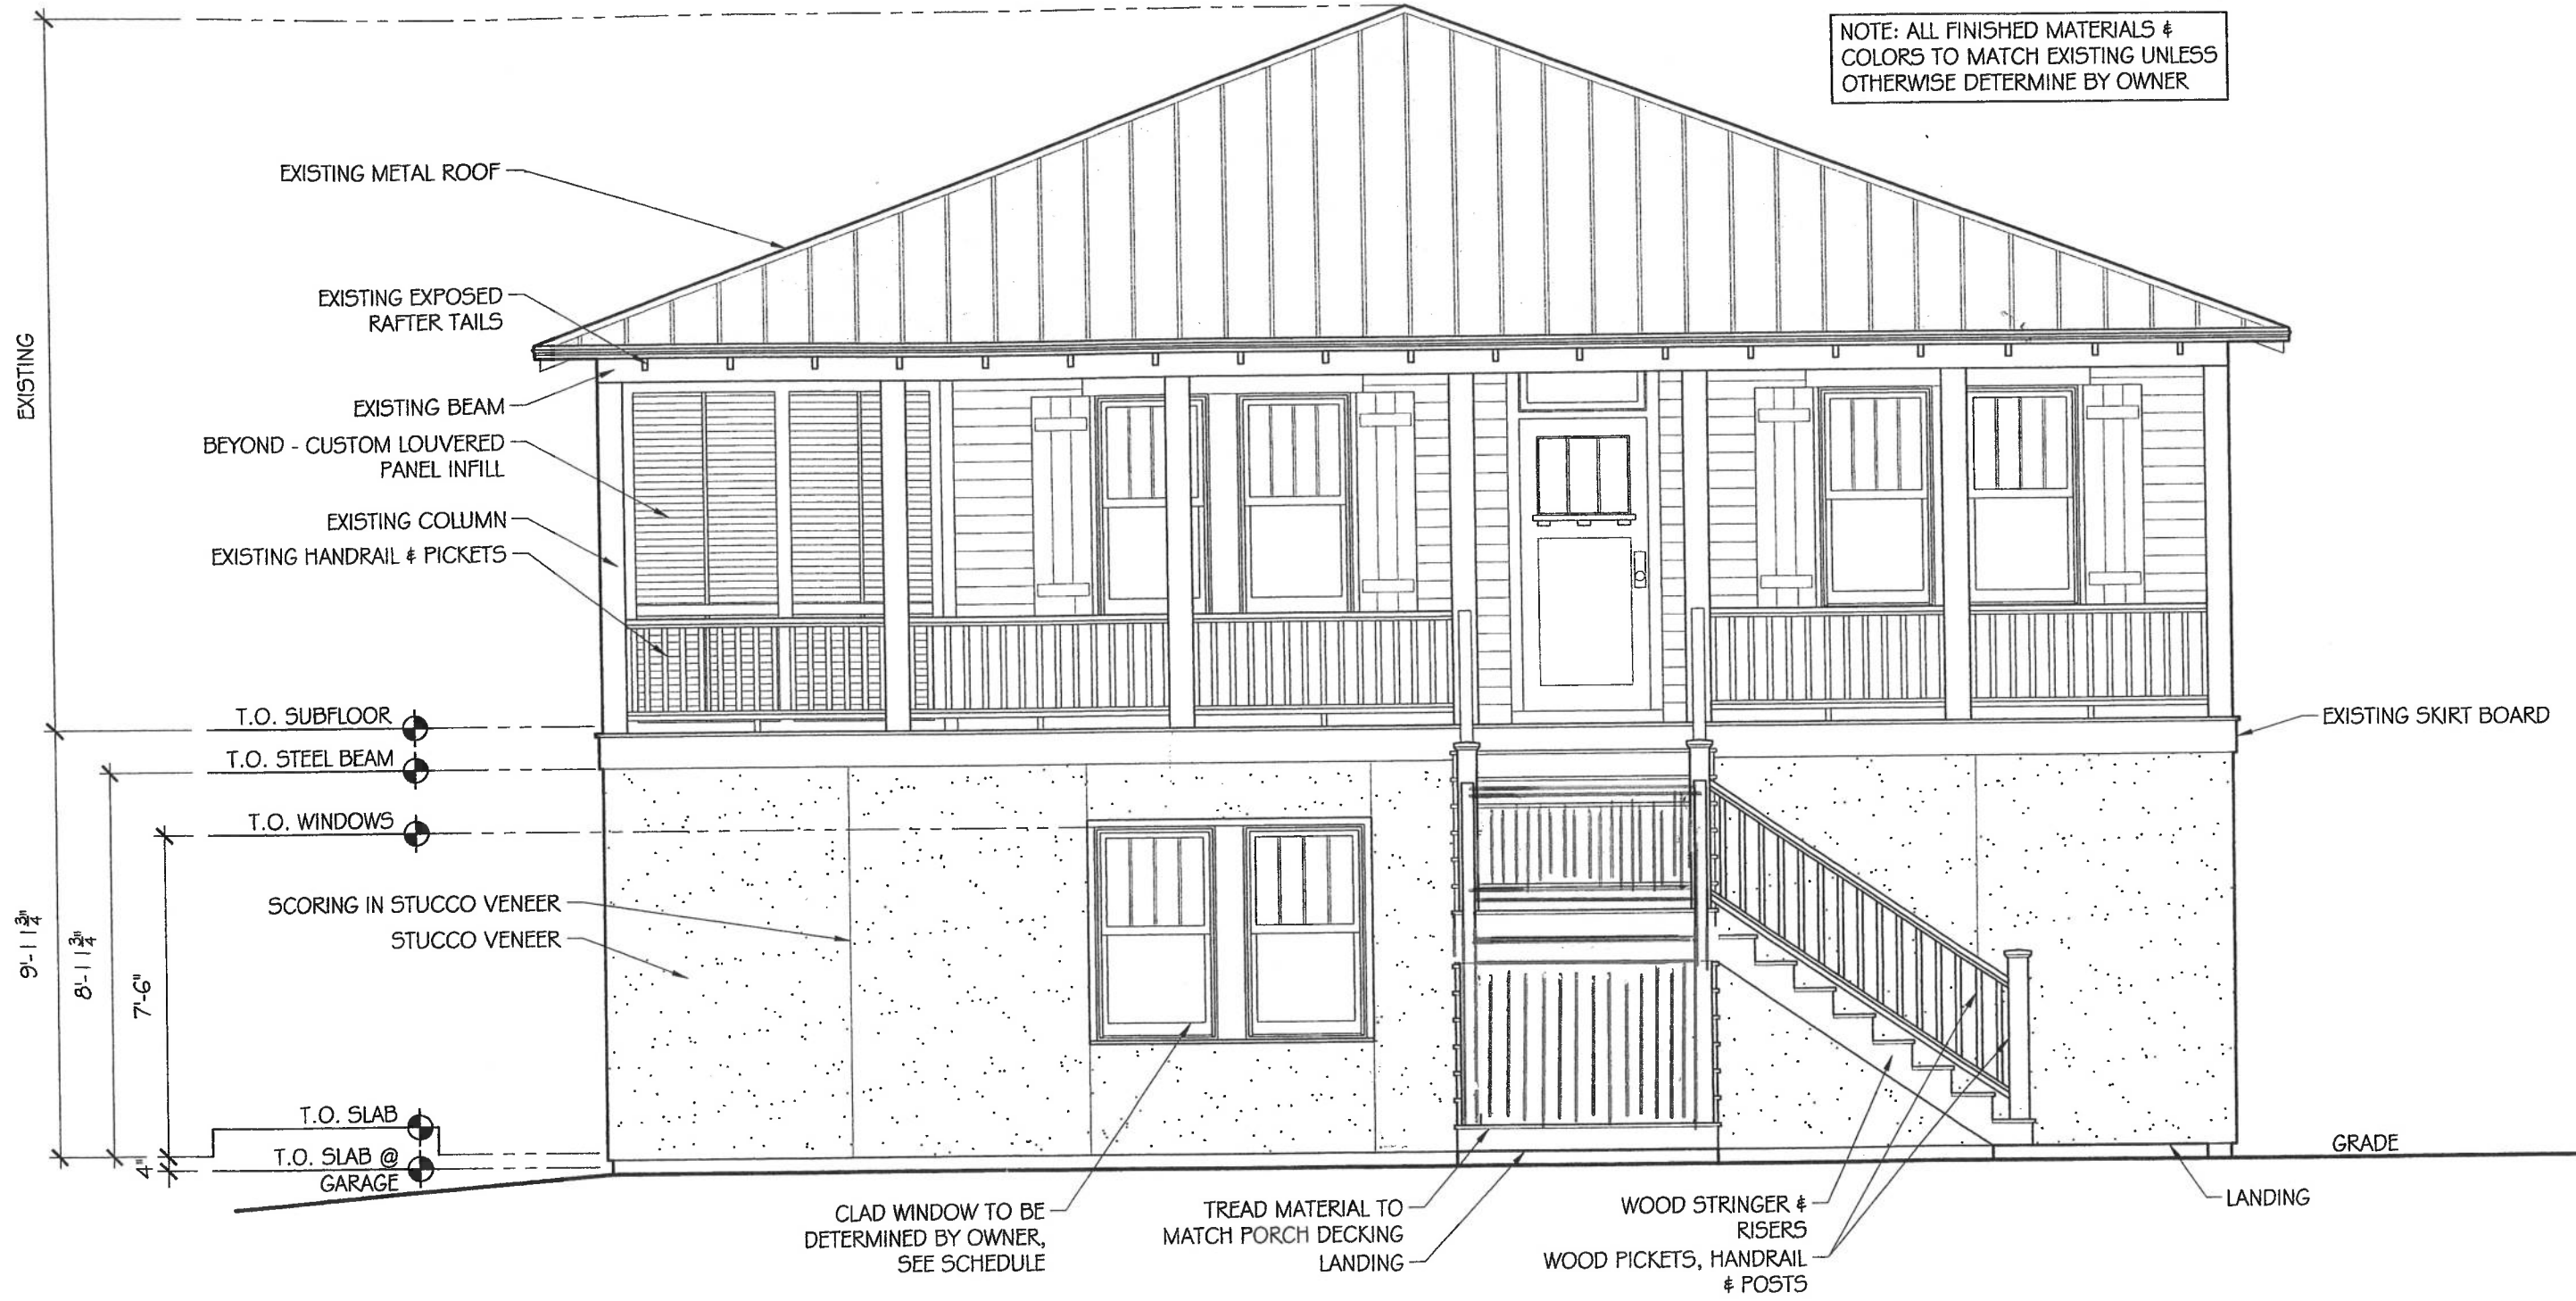 NOTE: ALL FINISHED MATERIALS &
COLORS TO MATCH EXISTING UNLESS
OTHERWISE DETERMINE BY OWNER
EXISTING METAL ROOF
EXISTING EXPOSED
RAFTER TAILS
EXISTING
EXISTING BEAM
BEYOND - CUSTOM LOUVERED
PANEL INFILL
EXISTING COLUMN
EXISTING HANDRAIL & PICKETS
T.O. SUBFLOOR
EXISTING SKIRT BOARD
T.O. STEEL BEAM
T.O. WINDOWS
SCORING IN STUCCO VENEER
STUCCO VENEER
9'-11 3/4"
8'-11 3/4"
7'-6"
T.O. SLAB
T.O. SLAB @
GARAGE
4"
GRADE
CLAD WINDOW TO BE
DETERMINED BY OWNER,
SEE SCHEDULE
TREAD MATERIAL TO
MATCH PORCH DECKING
LANDING
WOOD STRINGER &
RISERS
WOOD PICKETS, HANDRAIL
& POSTS
LANDING